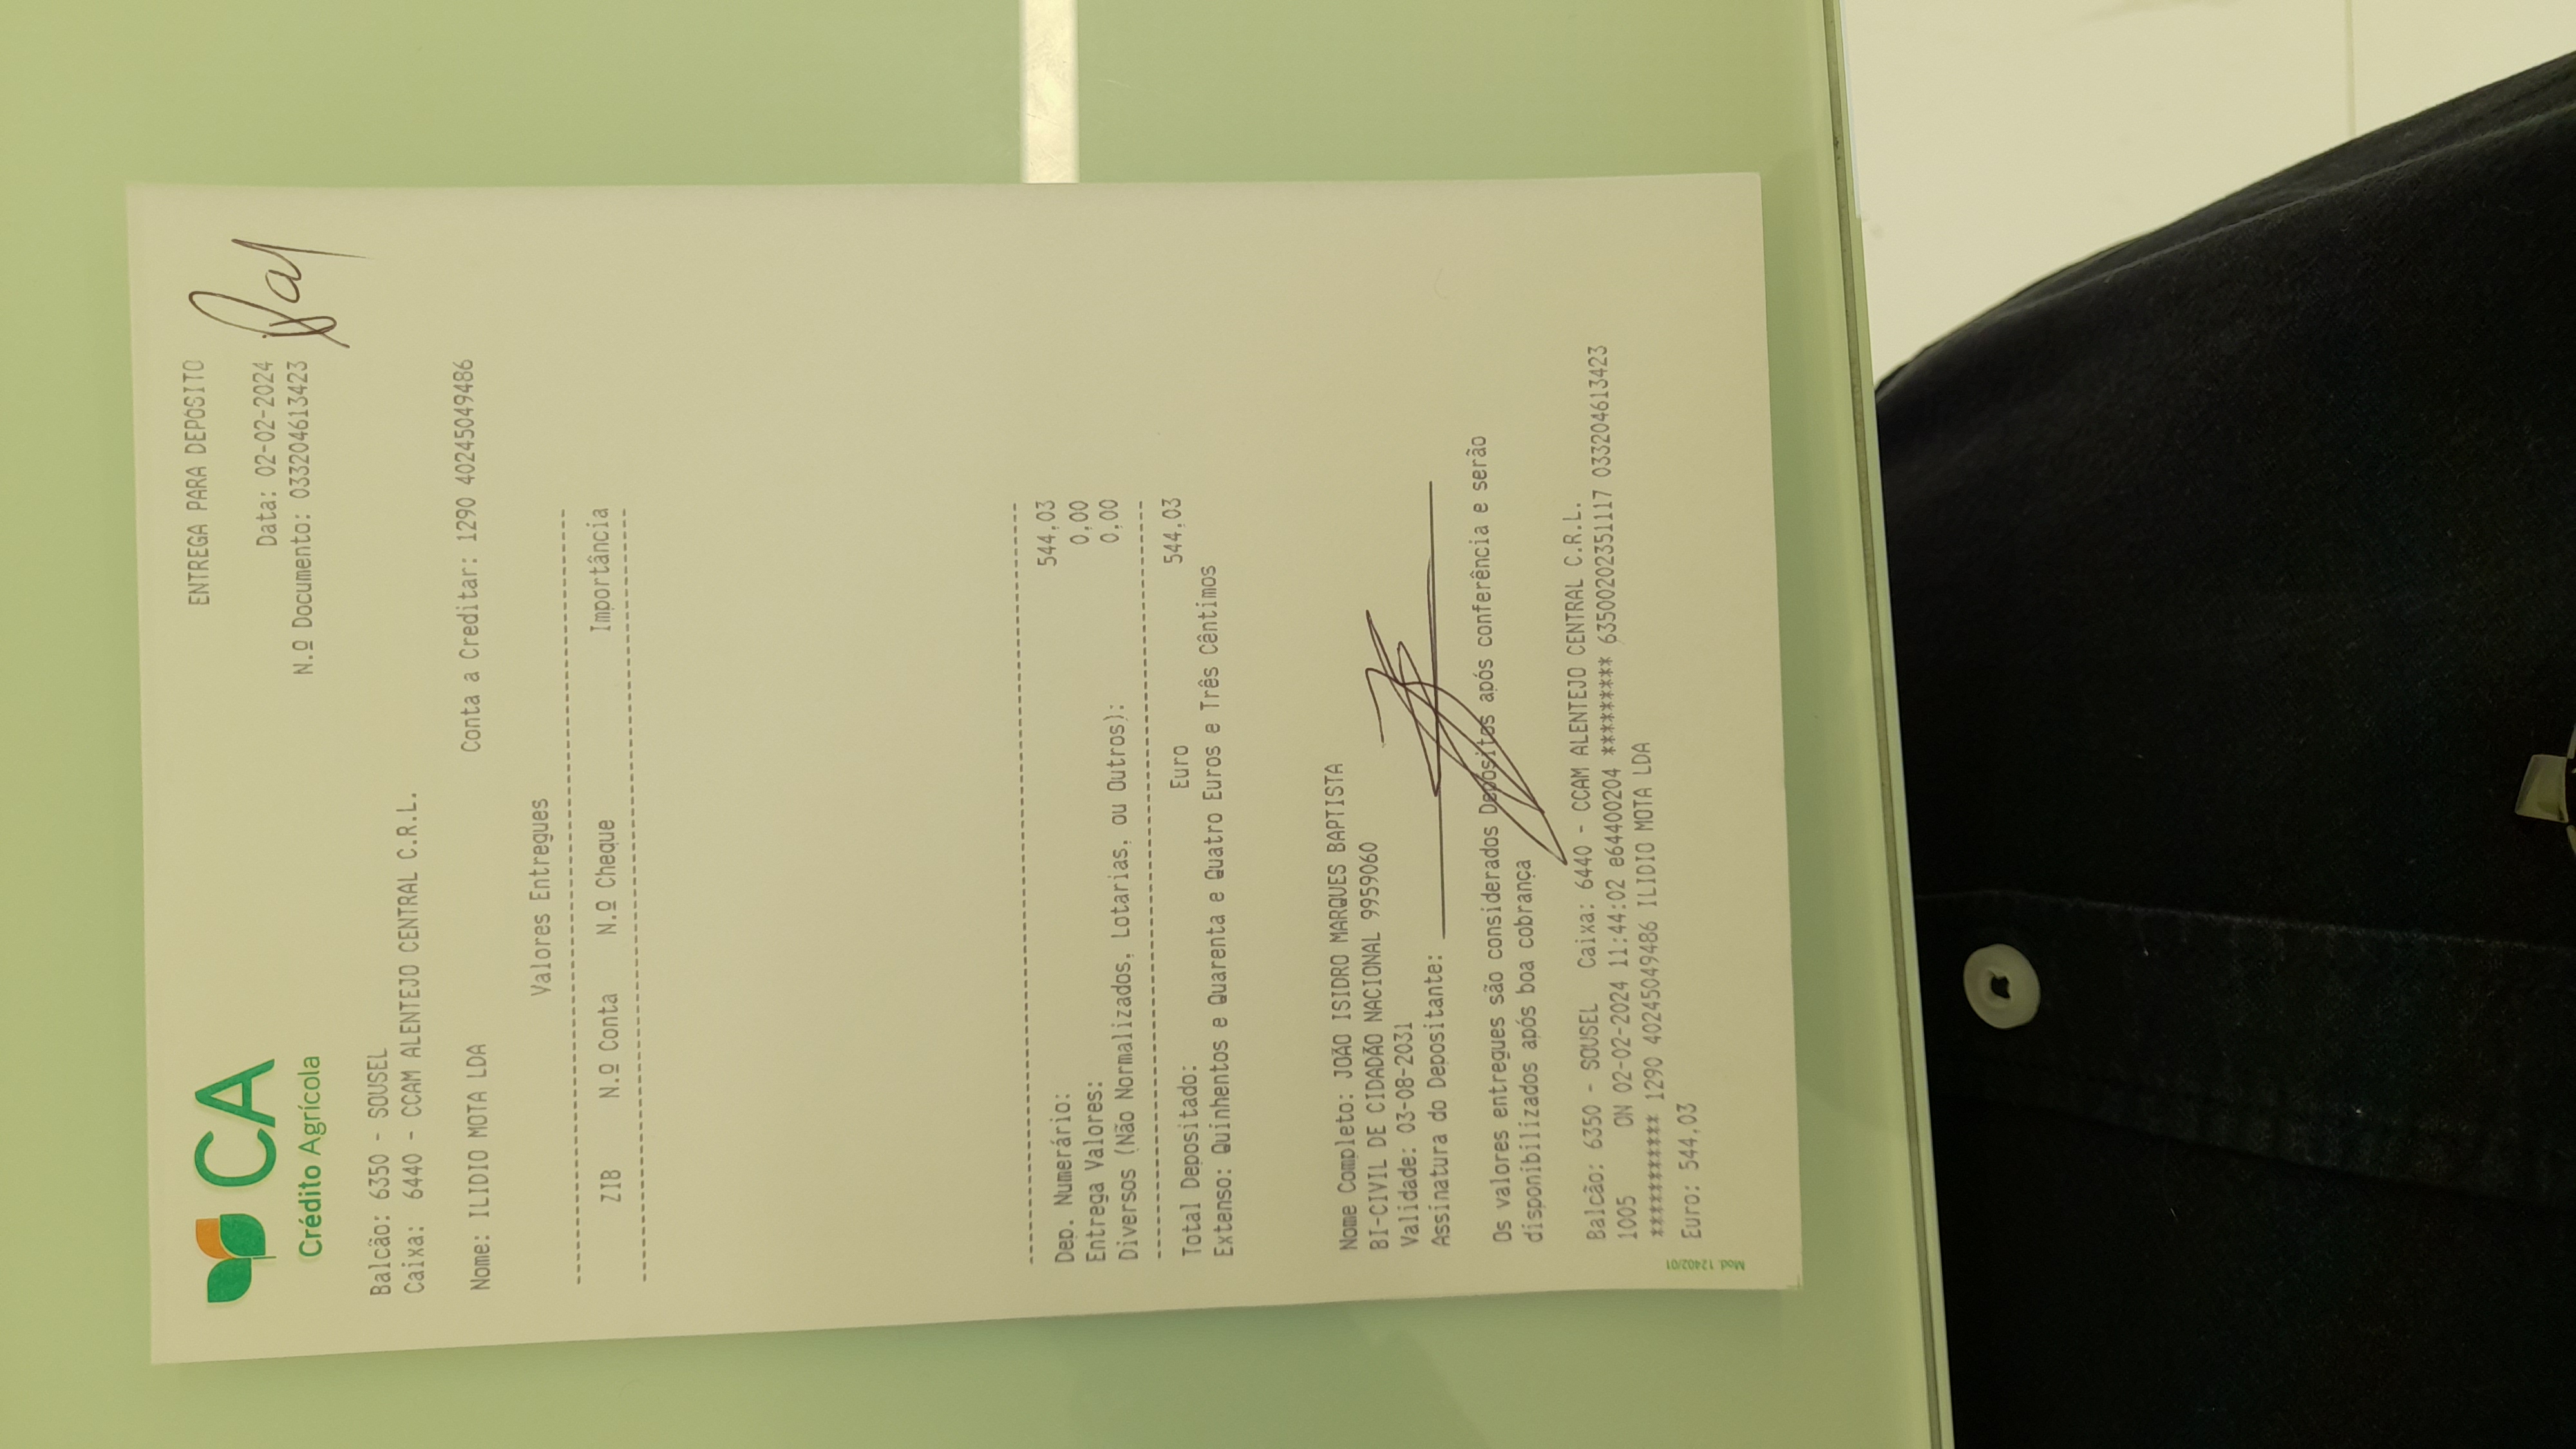 CA
Crédito Agrícola
ENTREGA PARA DEPÓSITO
Data: 02-02-2024
N.º Documento: 033204613423
Balcão: 6350 - SOUSEL
Caixa: 6440 - CCAM ALENTEJO CENTRAL C.R.L.
Nome: ILIDIO MOTA LDA Conta a Creditar: 1290 40245049486
Valores Entregues
ZIB N.º Conta N.º Cheque Importância
Dep. Numerário: 544,03
Entrega Valores: 0,00
Diversos (Não Normalizados, Lotarias, ou Outros): 0,00
Total Depositado: Euro 544,03
Extenso: Quinhentos e Quarenta e Quatro Euros e Três Cêntimos
Nome Completo: JOÃO ISIDRO MARQUES BAPTISTA
BI-CIVIL DE CIDADÃO NACIONAL 9959060
Validade: 03-08-2031
Assinatura do Depositante:
Os valores entregues são considerados Depósitos após conferência e serão
disponibilizados após boa cobrança
Balcão: 6350 - SOUSEL Caixa: 6440 - CCAM ALENTEJO CENTRAL C.R.L.
1005 ON 02-02-2024 11:44:02 e64400204 ******** 6350020235​1117 033204613423
*********** 1290 40245049486 ILIDIO MOTA LDA
Euro: 544,03
Mod. 12402/01